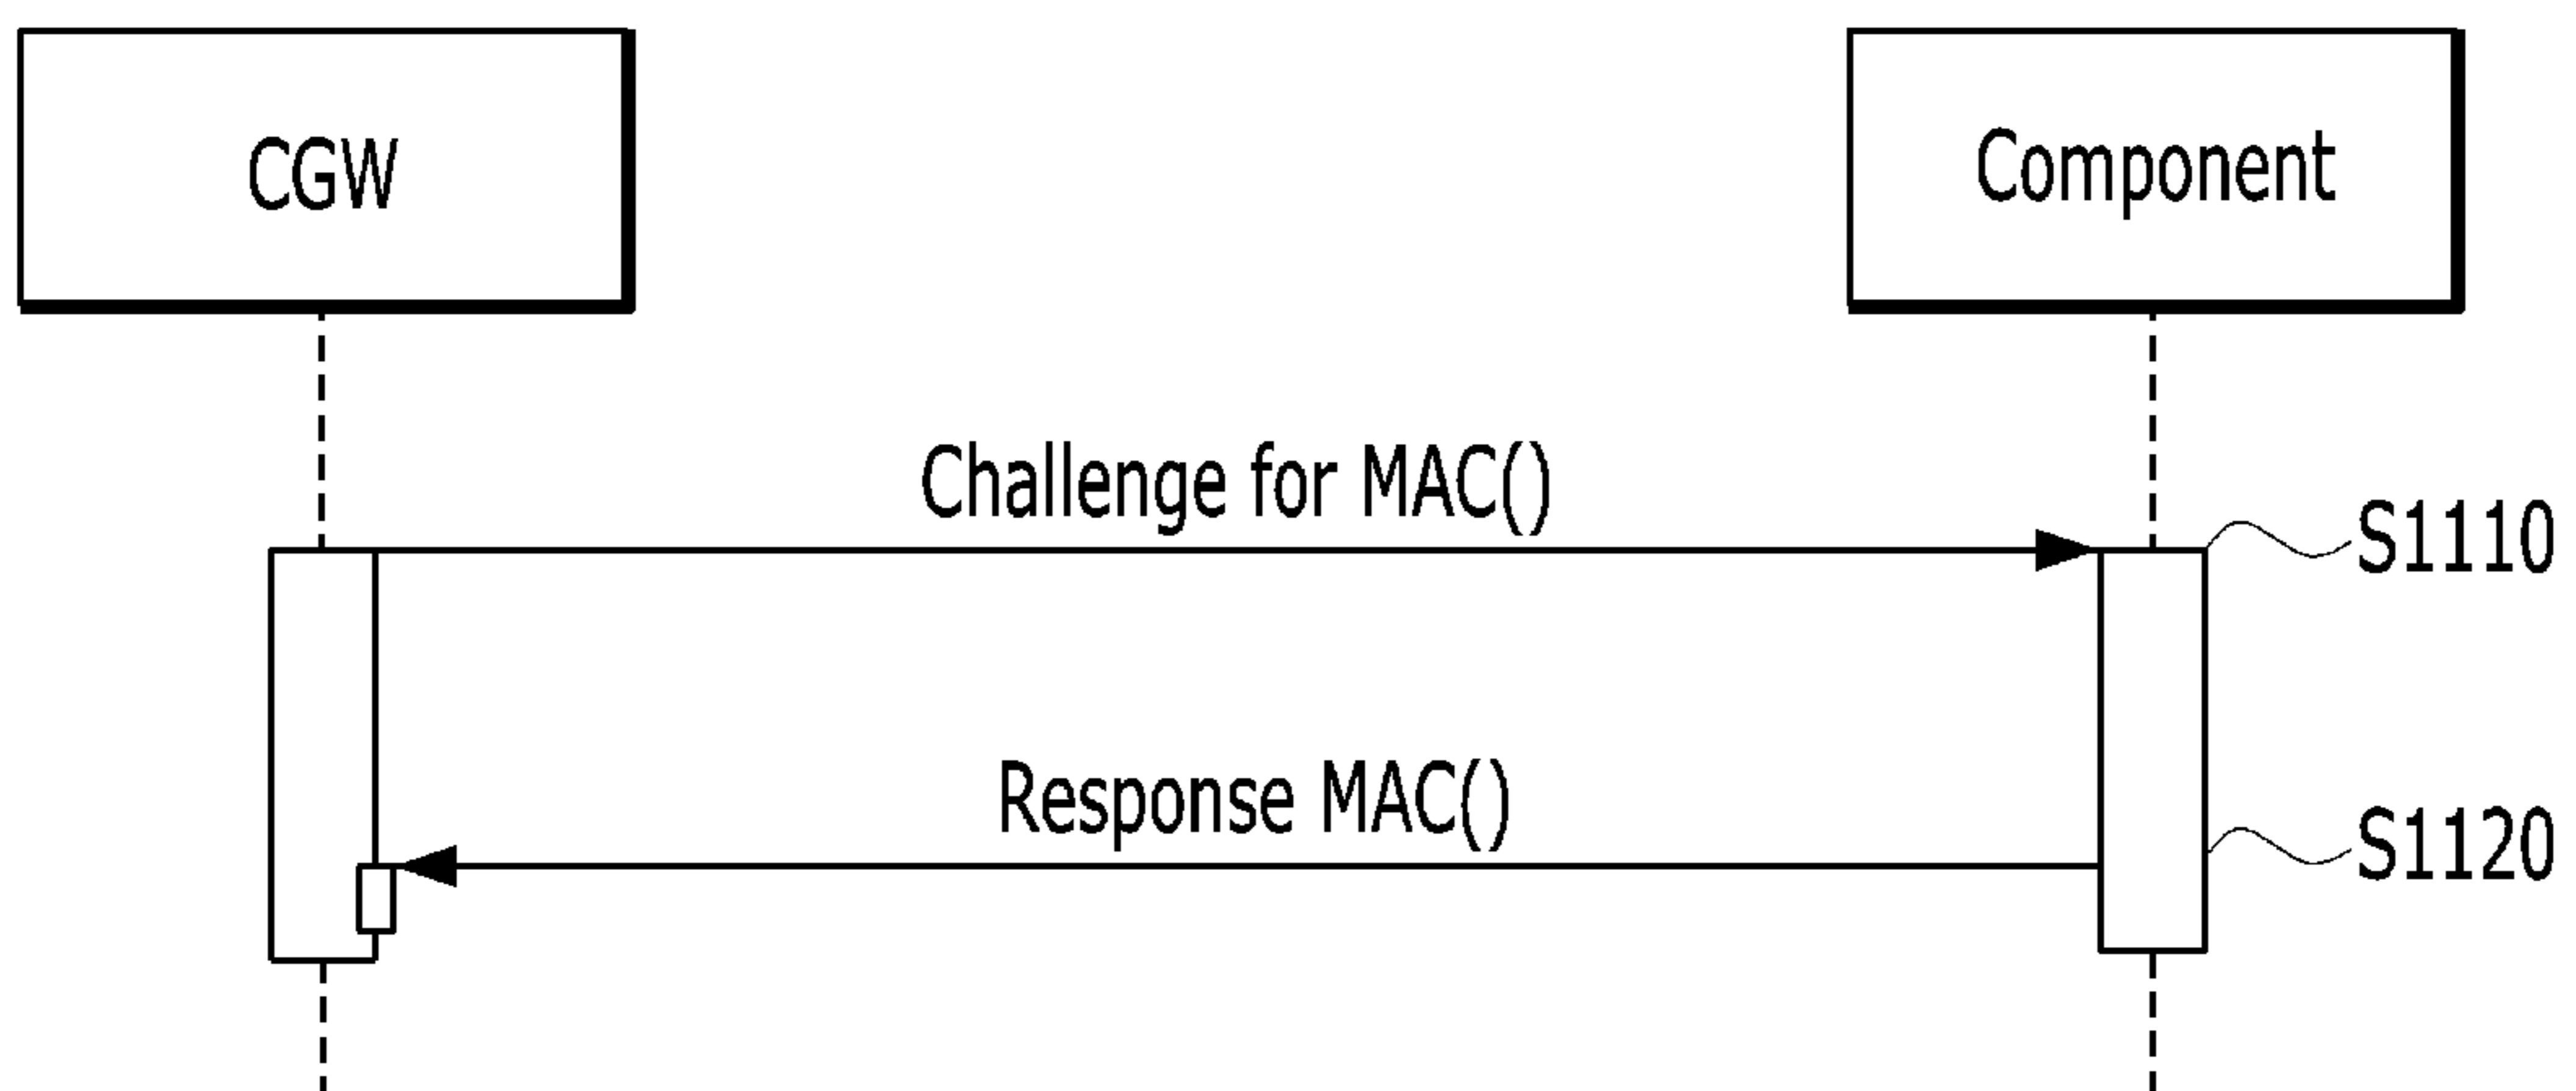 CGW
Component
Challenge for MAC()
S1110
Response MAC()
S1120